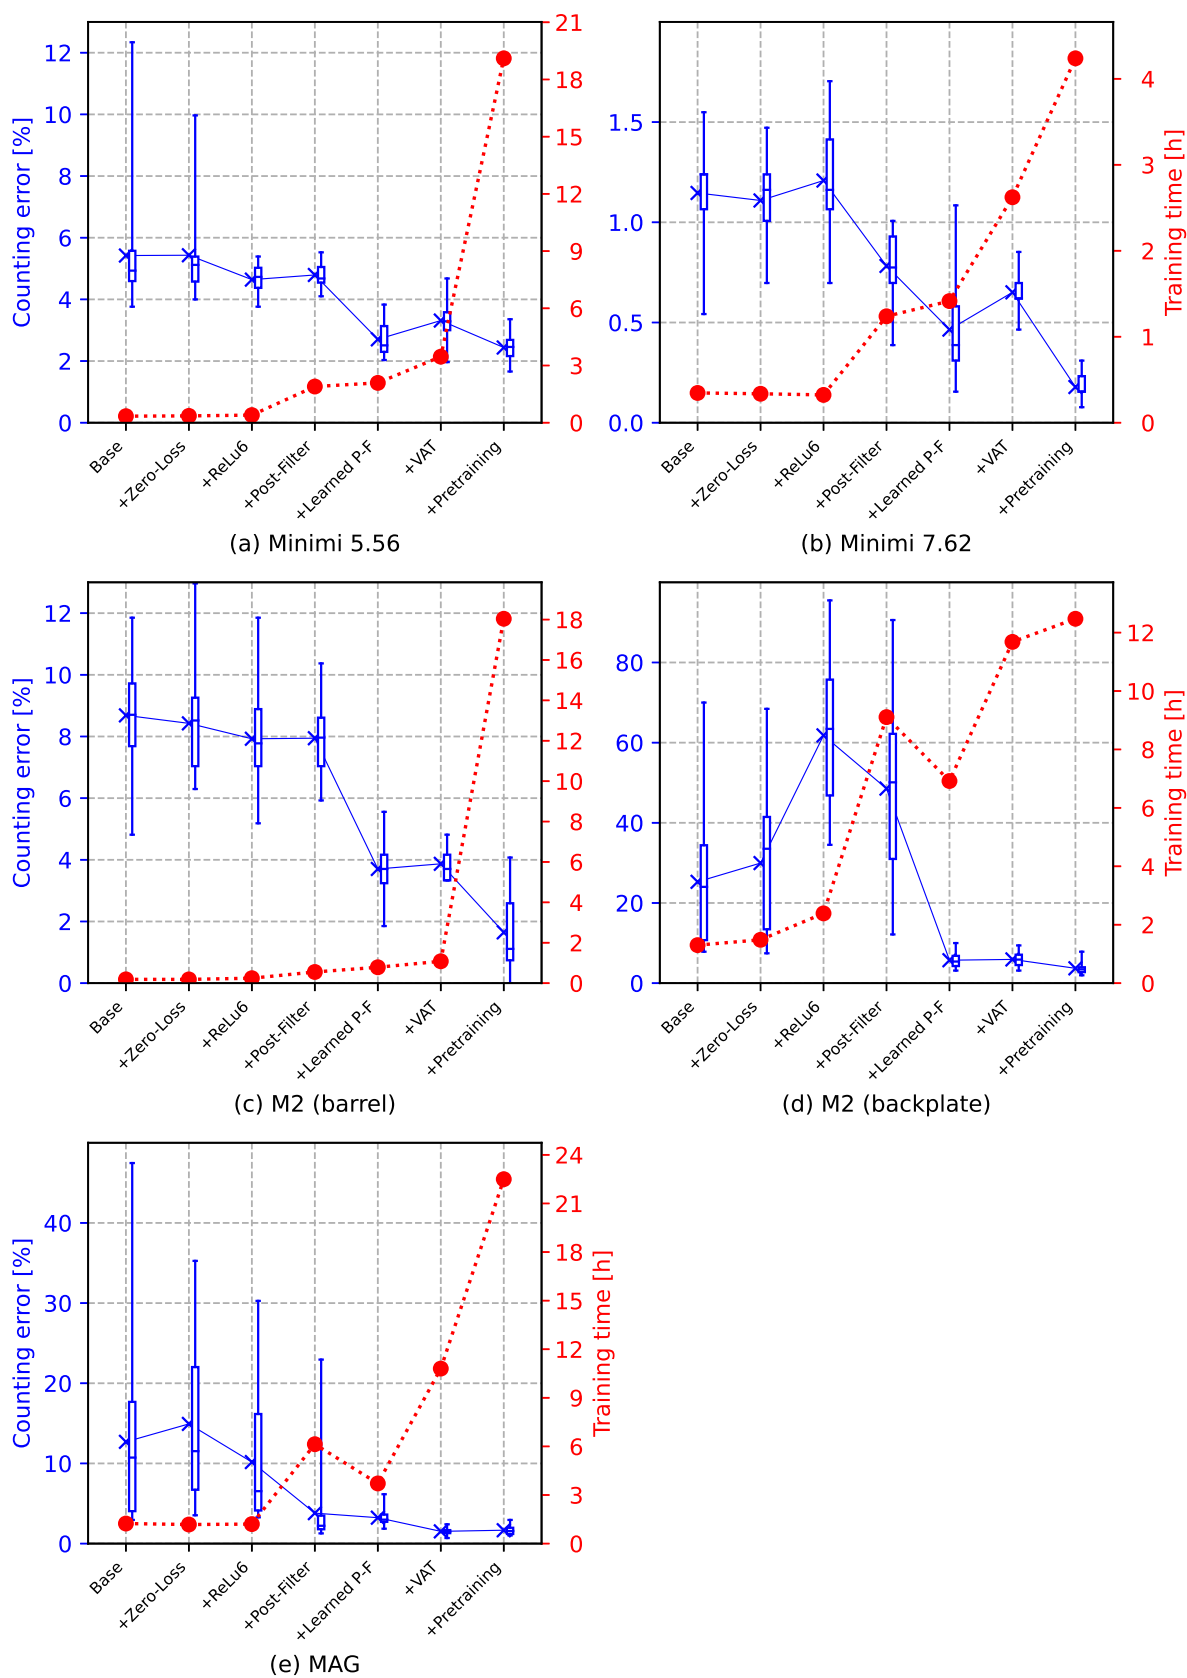 Counting error [%]
12
10
8
6
4
2
0
21
18
15
12
9
6
3
0
Base
+Zero-Loss
+ReLu6
+Post-Filter
+Learned P-F
+VAT
+Pretraining
(a) Minimi 5.56
1.5
1.0
0.5
0.0
4
3
2
1
0
Training time [h]
Base
+Zero-Loss
+ReLu6
+Post-Filter
+Learned P-F
+VAT
+Pretraining
(b) Minimi 7.62
Counting error [%]
12
10
8
6
4
2
0
18
16
14
12
10
8
6
4
2
0
Base
+Zero-Loss
+ReLu6
+Post-Filter
+Learned P-F
+VAT
+Pretraining
(c) M2 (barrel)
80
60
40
20
0
12
10
8
6
4
2
0
Training time [h]
Base
+Zero-Loss
+ReLu6
+Post-Filter
+Learned P-F
+VAT
+Pretraining
(d) M2 (backplate)
Counting error [%]
40
30
20
10
0
24
21
18
15
12
9
6
3
0
Training time [h]
Base
+Zero-Loss
+ReLu6
+Post-Filter
+Learned P-F
+VAT
+Pretraining
(e) MAG